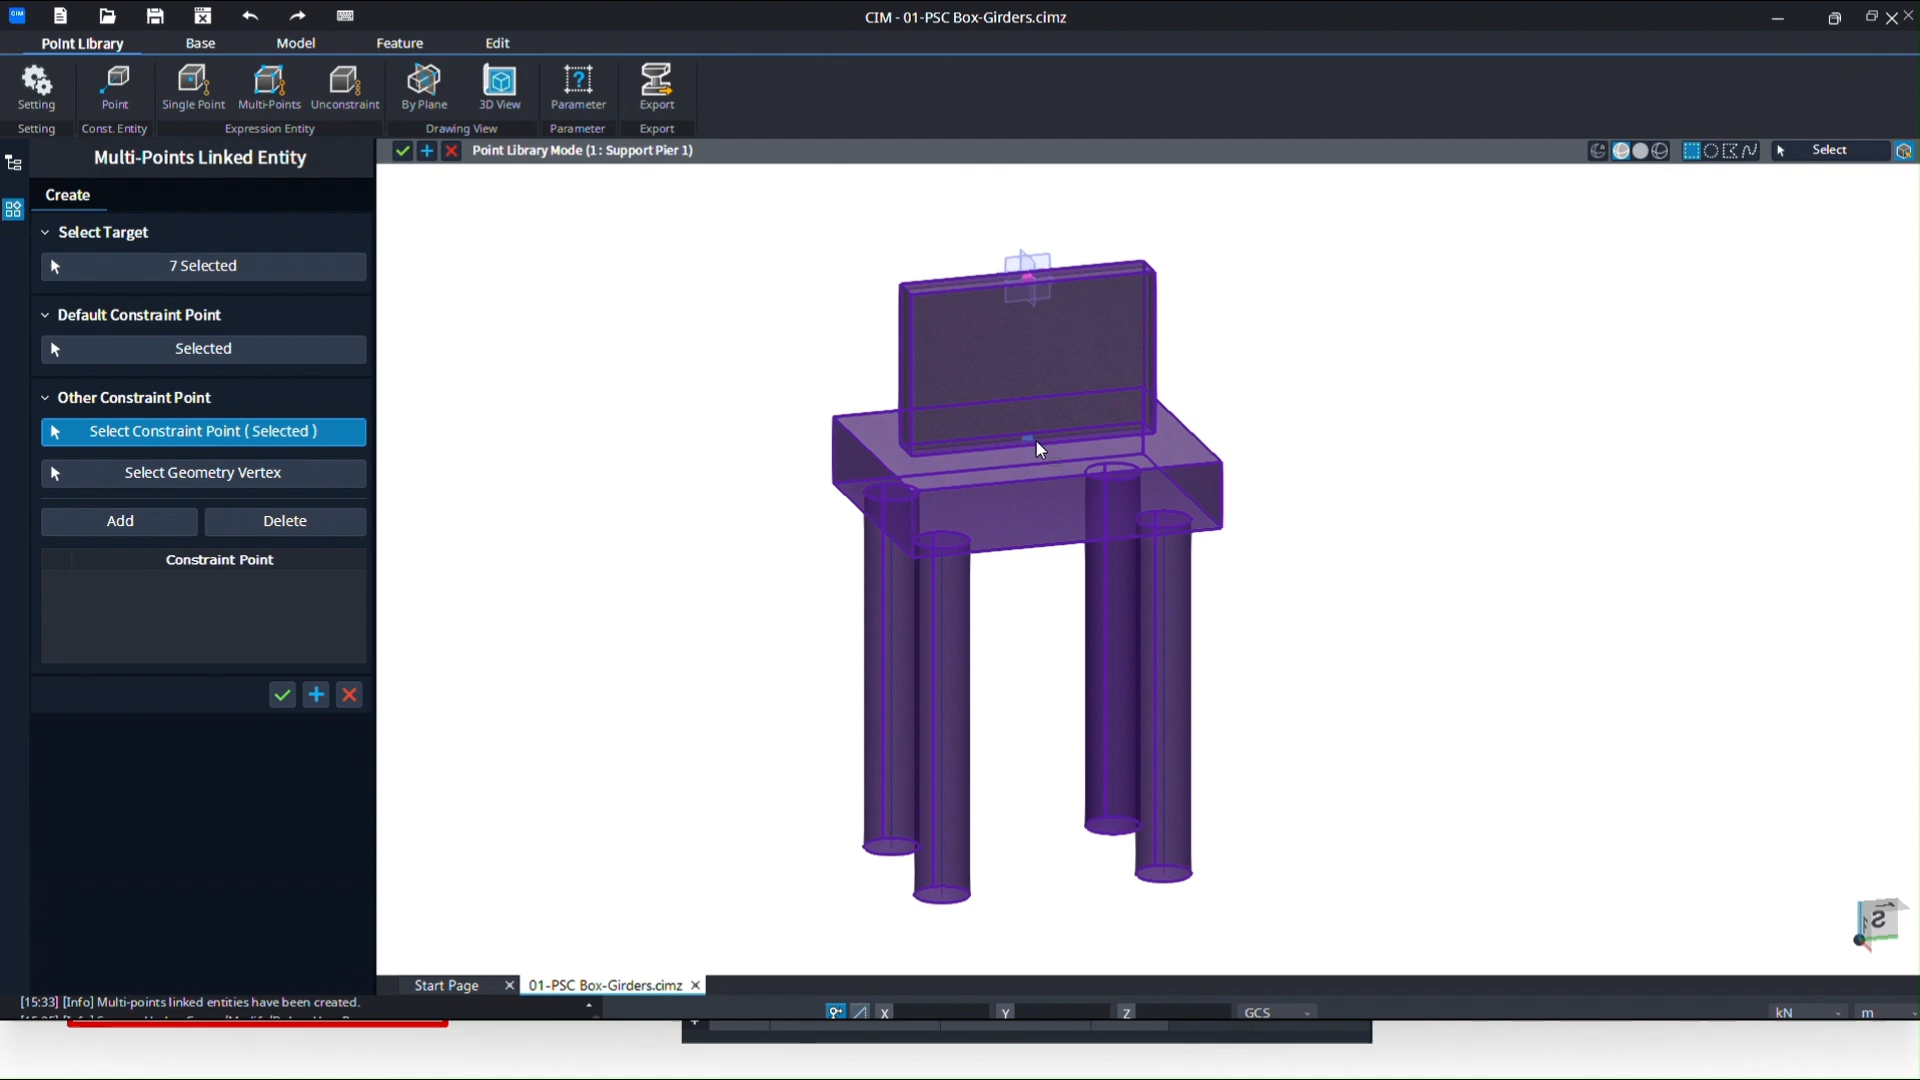 CIM
CIM - 01-PSC Box-Girders.cimz
Point Library Base Model Feature Edit
Setting Point Single Point Multi-Points Unconstraint By Plane 3D View Parameter Export
Setting Const. Entity Expression Entity Drawing View Parameter Export
Multi-Points Linked Entity
Point Library Mode (1 : Support Pier 1)
Select
Create
Select Target
7 Selected
Default Constraint Point
Selected
Other Constraint Point
Select Constraint Point ( Selected )
Select Geometry Vertex
Add Delete
Constraint Point
S
Start Page 01-PSC Box-Girders.cimz
[15:33] [Info] Multi-points linked entities have been created.
X Y Z GCS kN m